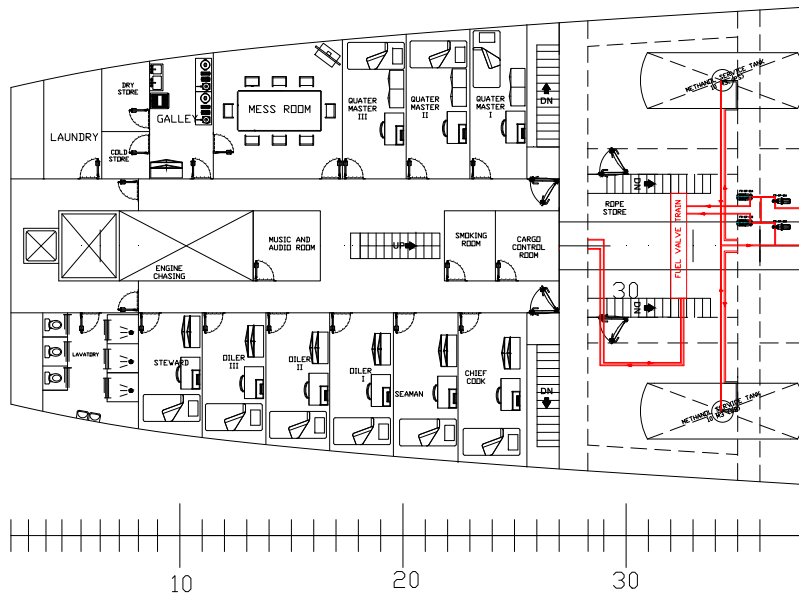 DRY
STORE
LAUNDRY
COLD
STORE
GALLEY
MESS ROOM
QUATER
MASTER
III
QUATER
MASTER
II
QUATER
MASTER
I
DN
METHANOL SERVICE TANK
DN
ROPE
STORE
FUEL VALVE TRAIN
ENGINE
CHASING
MUSIC AND
AUDIO ROOM
UP
SMOKING
ROOM
CARGO
CONTROL
ROOM
30
DN
LAVATORY
STEWARD
OILER
III
OILER
II
OILER
I
SEAMAN
CHIEF
COOK
DN
METHANOL SERVICE TANK
10
20
30